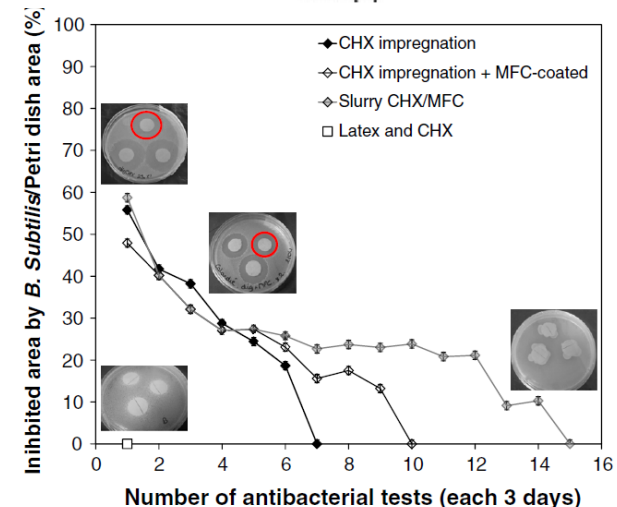 Inihbited area by B. Subtilis/Petri dish area (%)
100
90
80
70
60
50
40
30
20
10
0
CHX impregnation
CHX impregnation + MFC-coated
Slurry CHX/MFC
Latex and CHX
0 2 4 6 8 10 12 14 16
Number of antibacterial tests (each 3 days)